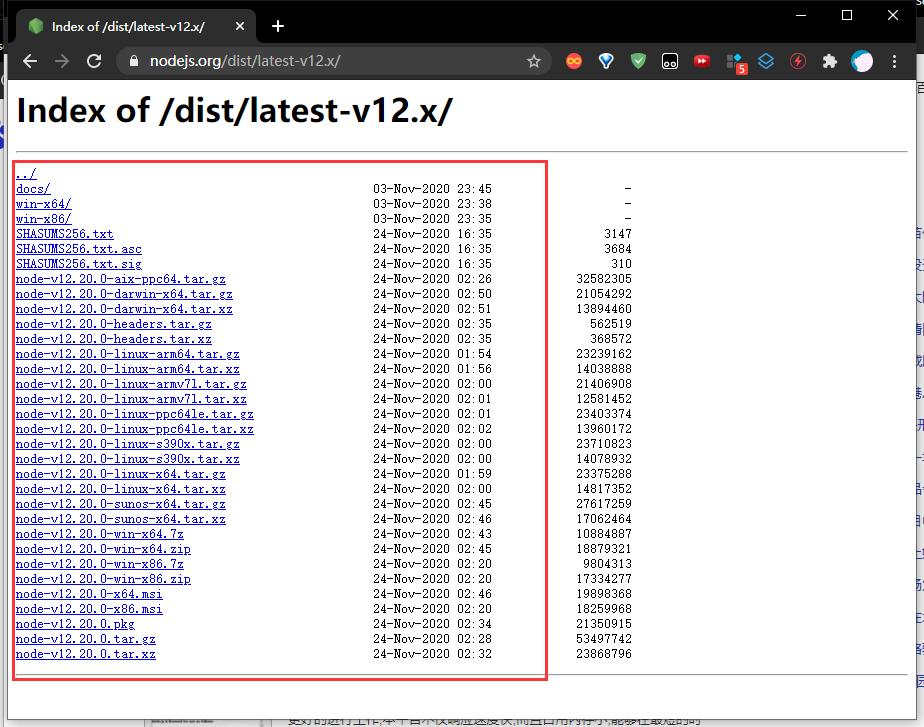 Index of /dist/latest-v12.x/
nodejs.org/dist/latest-v12.x/
5
Index of /dist/latest-v12.x/
../
docs/ 03-Nov-2020 23:45 -
win-x64/ 03-Nov-2020 23:38 -
win-x86/ 03-Nov-2020 23:35 -
SHASUMS256.txt 24-Nov-2020 16:35 3147
SHASUMS256.txt.asc 24-Nov-2020 16:35 3684
SHASUMS256.txt.sig 24-Nov-2020 16:35 310
node-v12.20.0-aix-ppc64.tar.gz 24-Nov-2020 02:26 32582305
node-v12.20.0-darwin-x64.tar.gz 24-Nov-2020 02:50 21054292
node-v12.20.0-darwin-x64.tar.xz 24-Nov-2020 02:51 13894460
node-v12.20.0-headers.tar.gz 24-Nov-2020 02:35 562519
node-v12.20.0-headers.tar.xz 24-Nov-2020 02:35 368572
node-v12.20.0-linux-arm64.tar.gz 24-Nov-2020 01:54 23239162
node-v12.20.0-linux-arm64.tar.xz 24-Nov-2020 01:56 14038888
node-v12.20.0-linux-armv7l.tar.gz 24-Nov-2020 02:00 21406908
node-v12.20.0-linux-armv7l.tar.xz 24-Nov-2020 02:01 12581452
node-v12.20.0-linux-ppc64le.tar.gz 24-Nov-2020 02:01 23403374
node-v12.20.0-linux-ppc64le.tar.xz 24-Nov-2020 02:02 13960172
node-v12.20.0-linux-s390x.tar.gz 24-Nov-2020 02:00 23710823
node-v12.20.0-linux-s390x.tar.xz 24-Nov-2020 02:00 14078932
node-v12.20.0-linux-x64.tar.gz 24-Nov-2020 01:59 23375288
node-v12.20.0-linux-x64.tar.xz 24-Nov-2020 02:00 14817352
node-v12.20.0-sunos-x64.tar.gz 24-Nov-2020 02:45 27617259
node-v12.20.0-sunos-x64.tar.xz 24-Nov-2020 02:46 17062464
node-v12.20.0-win-x64.7z 24-Nov-2020 02:43 10884887
node-v12.20.0-win-x64.zip 24-Nov-2020 02:45 18879321
node-v12.20.0-win-x86.7z 24-Nov-2020 02:20 9804313
node-v12.20.0-win-x86.zip 24-Nov-2020 02:20 17334277
node-v12.20.0-x64.msi 24-Nov-2020 02:46 19898368
node-v12.20.0-x86.msi 24-Nov-2020 02:20 18259968
node-v12.20.0.pkg 24-Nov-2020 02:34 21350915
node-v12.20.0.tar.gz 24-Nov-2020 02:28 53497742
node-v12.20.0.tar.xz 24-Nov-2020 02:32 23868796